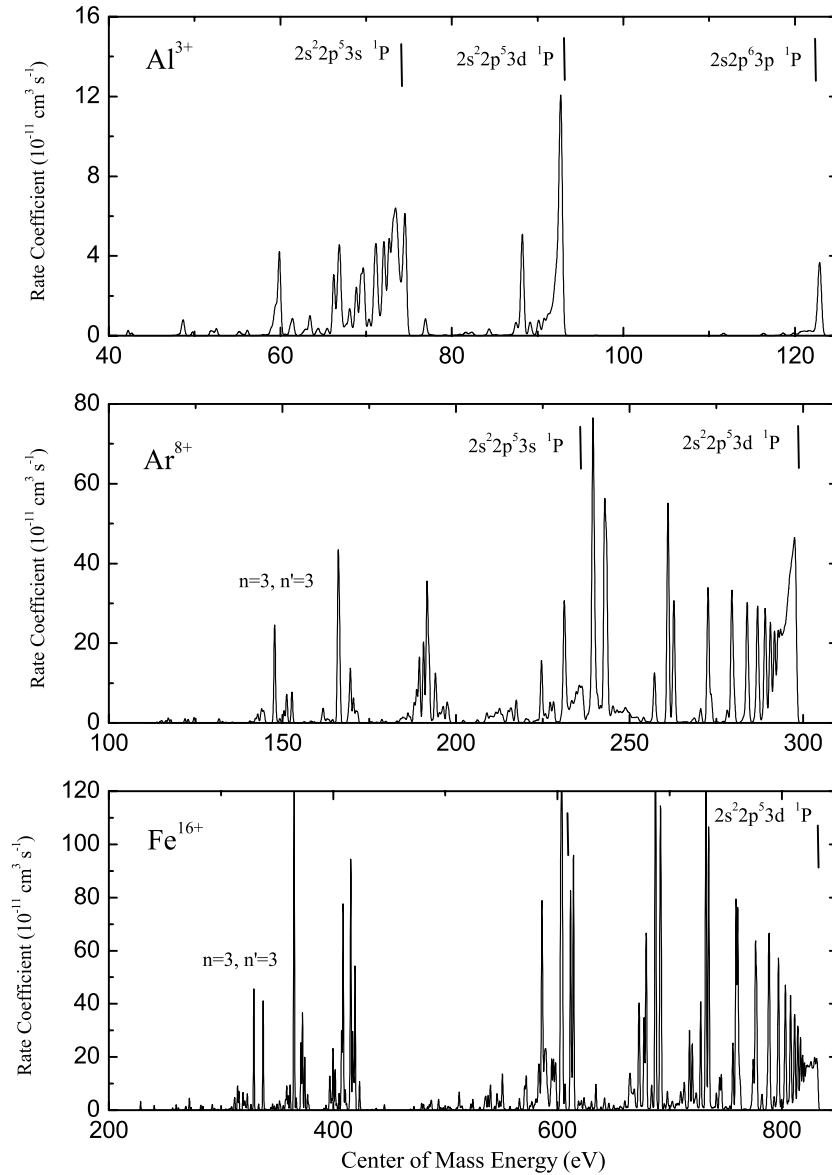 Al³⁺
2s²2p⁵3s ¹P
2s²2p⁵3d ¹P
2s2p⁶3p ¹P
Rate Coefficient (10⁻¹¹ cm³ s⁻¹)
16
12
8
4
0
40 60 80 100 120
Ar⁸⁺
2s²2p⁵3s ¹P
2s²2p⁵3d ¹P
n=3, n'=3
Rate Coefficient (10⁻¹¹ cm³ s⁻¹)
80
60
40
20
0
100 150 200 250 300
Fe¹⁶⁺
2s²2p⁵3d ¹P
n=3, n'=3
Rate Coefficient (10⁻¹¹ cm³ s⁻¹)
120
100
80
60
40
20
0
200 400 600 800
Center of Mass Energy (eV)